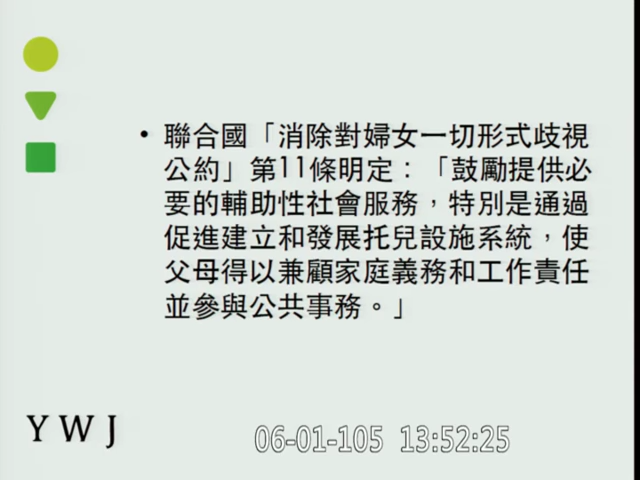 • 聯合國「消除對婦女一切形式歧視
公約」第11條明定：「鼓勵提供必
要的輔助性社會服務，特別是通過
促進建立和發展托兒設施系統，使
父母得以兼顧家庭義務和工作責任
並參與公共事務。」
YWJ
06-01-105 13:52:25